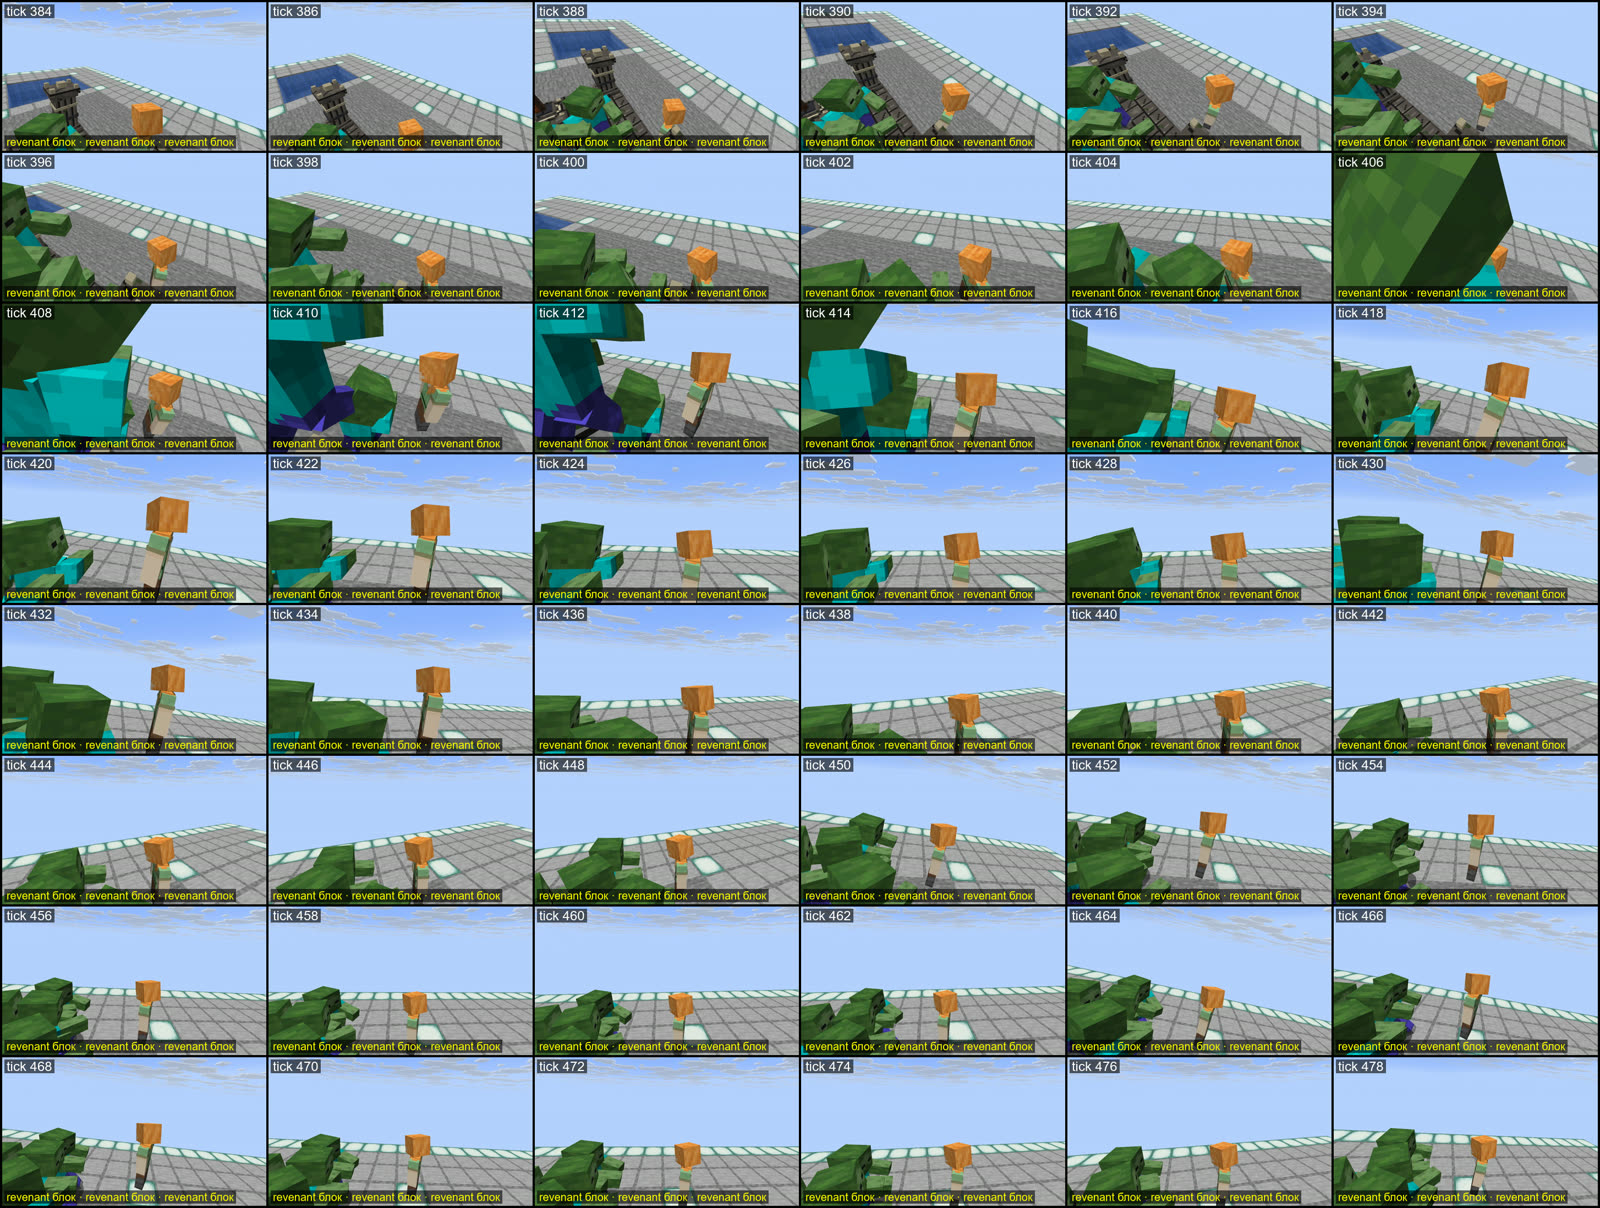 tick 384
revenant блок · revenant блок · revenant блок
tick 386
revenant блок · revenant блок · revenant блок
tick 388
revenant блок · revenant блок · revenant блок
tick 390
revenant блок · revenant блок · revenant блок
tick 392
revenant блок · revenant блок · revenant блок
tick 394
revenant блок · revenant блок · revenant блок
tick 396
revenant блок · revenant блок · revenant блок
tick 398
revenant блок · revenant блок · revenant блок
tick 400
revenant блок · revenant блок · revenant блок
tick 402
revenant блок · revenant блок · revenant блок
tick 404
revenant блок · revenant блок · revenant блок
tick 406
revenant блок · revenant блок · revenant блок
tick 408
revenant блок · revenant блок · revenant блок
tick 410
revenant блок · revenant блок · revenant блок
tick 412
revenant блок · revenant блок · revenant блок
tick 414
revenant блок · revenant блок · revenant блок
tick 416
revenant блок · revenant блок · revenant блок
tick 418
revenant блок · revenant блок · revenant блок
tick 420
revenant блок · revenant блок · revenant блок
tick 422
revenant блок · revenant блок · revenant блок
tick 424
revenant блок · revenant блок · revenant блок
tick 426
revenant блок · revenant блок · revenant блок
tick 428
revenant блок · revenant блок · revenant блок
tick 430
revenant блок · revenant блок · revenant блок
tick 432
revenant блок · revenant блок · revenant блок
tick 434
revenant блок · revenant блок · revenant блок
tick 436
revenant блок · revenant блок · revenant блок
tick 438
revenant блок · revenant блок · revenant блок
tick 440
revenant блок · revenant блок · revenant блок
tick 442
revenant блок · revenant блок · revenant блок
tick 444
revenant блок · revenant блок · revenant блок
tick 446
revenant блок · revenant блок · revenant блок
tick 448
revenant блок · revenant блок · revenant блок
tick 450
revenant блок · revenant блок · revenant блок
tick 452
revenant блок · revenant блок · revenant блок
tick 454
revenant блок · revenant блок · revenant блок
tick 456
revenant блок · revenant блок · revenant блок
tick 458
revenant блок · revenant блок · revenant блок
tick 460
revenant блок · revenant блок · revenant блок
tick 462
revenant блок · revenant блок · revenant блок
tick 464
revenant блок · revenant блок · revenant блок
tick 466
revenant блок · revenant блок · revenant блок
tick 468
revenant блок · revenant блок · revenant блок
tick 470
revenant блок · revenant блок · revenant блок
tick 472
revenant блок · revenant блок · revenant блок
tick 474
revenant блок · revenant блок · revenant блок
tick 476
revenant блок · revenant блок · revenant блок
tick 478
revenant блок · revenant блок · revenant блок